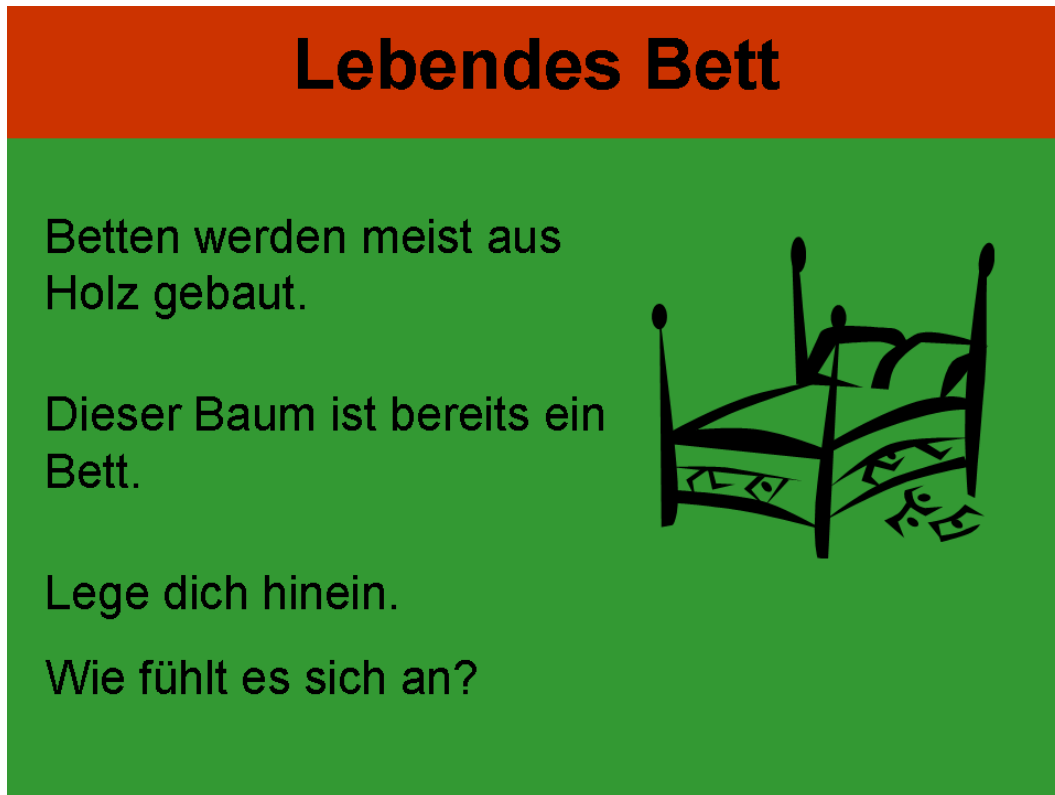 Lebendes Bett
Betten werden meist aus
Holz gebaut.
Dieser Baum ist bereits ein
Bett.
Lege dich hinein.
Wie fühlt es sich an?